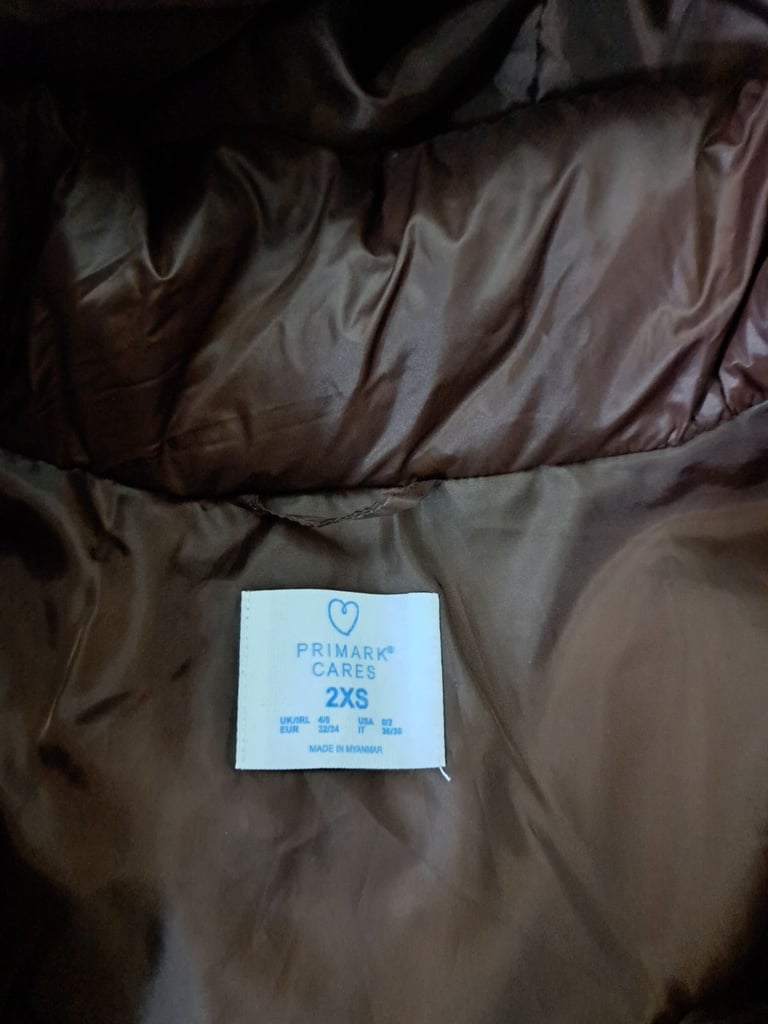 PRIMARK®
CARES
2XS
UK/IRL 4/6 USA 0/2
EUR 32/34 IT 36/38
MADE IN MYANMAR